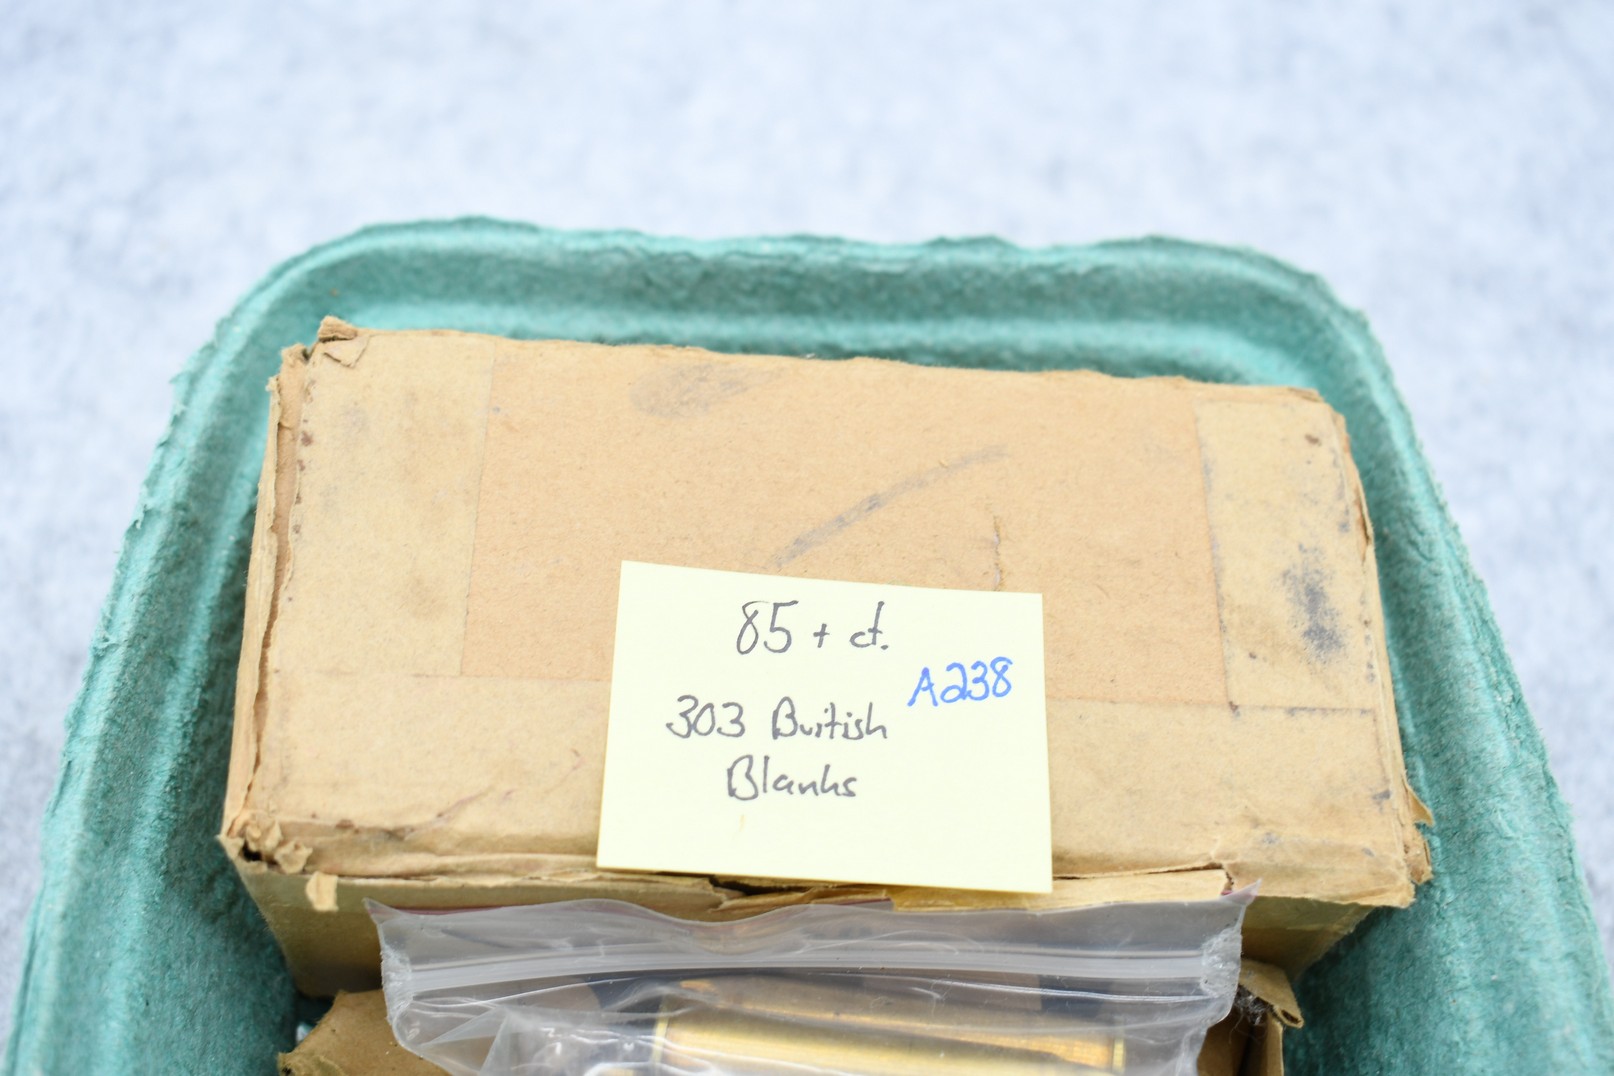 85 + ct.
A238
303 British
Blanks